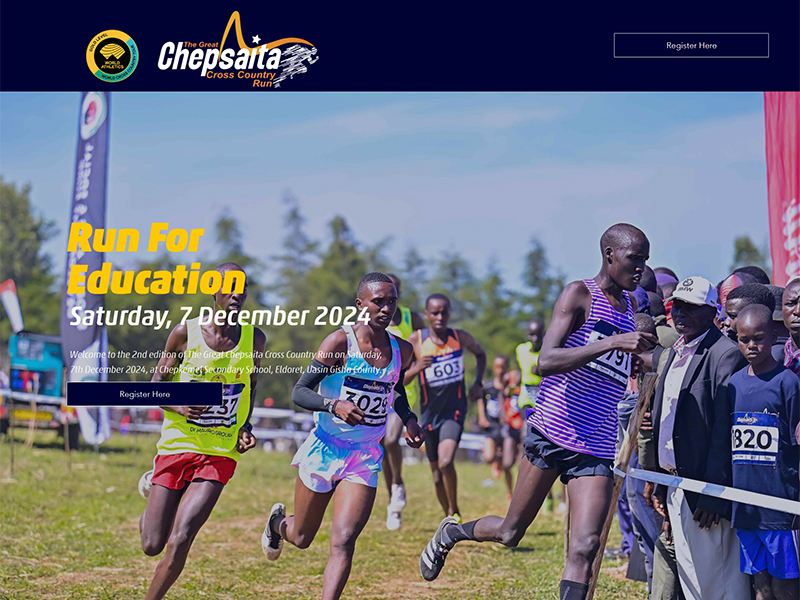 GOLD LEVEL
WORLD ATHLETICS
WORLD CROSS COUNTRY TOUR
The Great
Chepsaita
Cross Country
Run
Register Here
Run For
Education
Saturday, 7 December 2024
Welcome to the 2nd edition of The Great Chepsaita Cross Country Run on Saturday,
7th December 2024, at Chepkemel Secondary School, Eldoret, Uasin Gishu County.
Register Here
237
3028
603
791
820